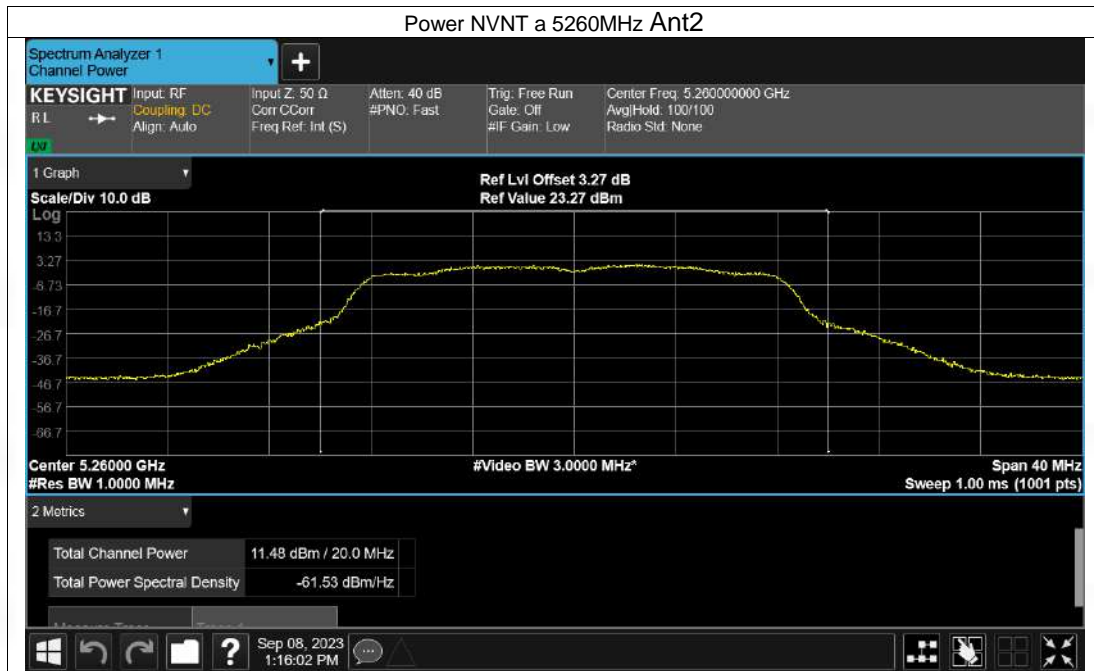 Power NVNT a 5260MHz Ant2
Spectrum Analyzer 1
Channel Power
KEYSIGHT
RL
LXI
Input: RF
Coupling: DC
Align: Auto
Input Z: 50 Ω
Corr CCorr
Freq Ref: Int (S)
Atten: 40 dB
#PNO: Fast
Trig: Free Run
Gate: Off
#IF Gain: Low
Center Freq: 5.260000000 GHz
Avg|Hold: 100/100
Radio Std: None
1 Graph
Scale/Div 10.0 dB
Ref Lvl Offset 3.27 dB
Ref Value 23.27 dBm
Log
13.3
3.27
-6.73
-16.7
-26.7
-36.7
-46.7
-56.7
-66.7
Center 5.26000 GHz
#Video BW 3.0000 MHz*
Span 40 MHz
#Res BW 1.0000 MHz
Sweep 1.00 ms (1001 pts)
2 Metrics
Total Channel Power 11.48 dBm / 20.0 MHz
Total Power Spectral Density -61.53 dBm/Hz
Sep 08, 2023
1:16:02 PM